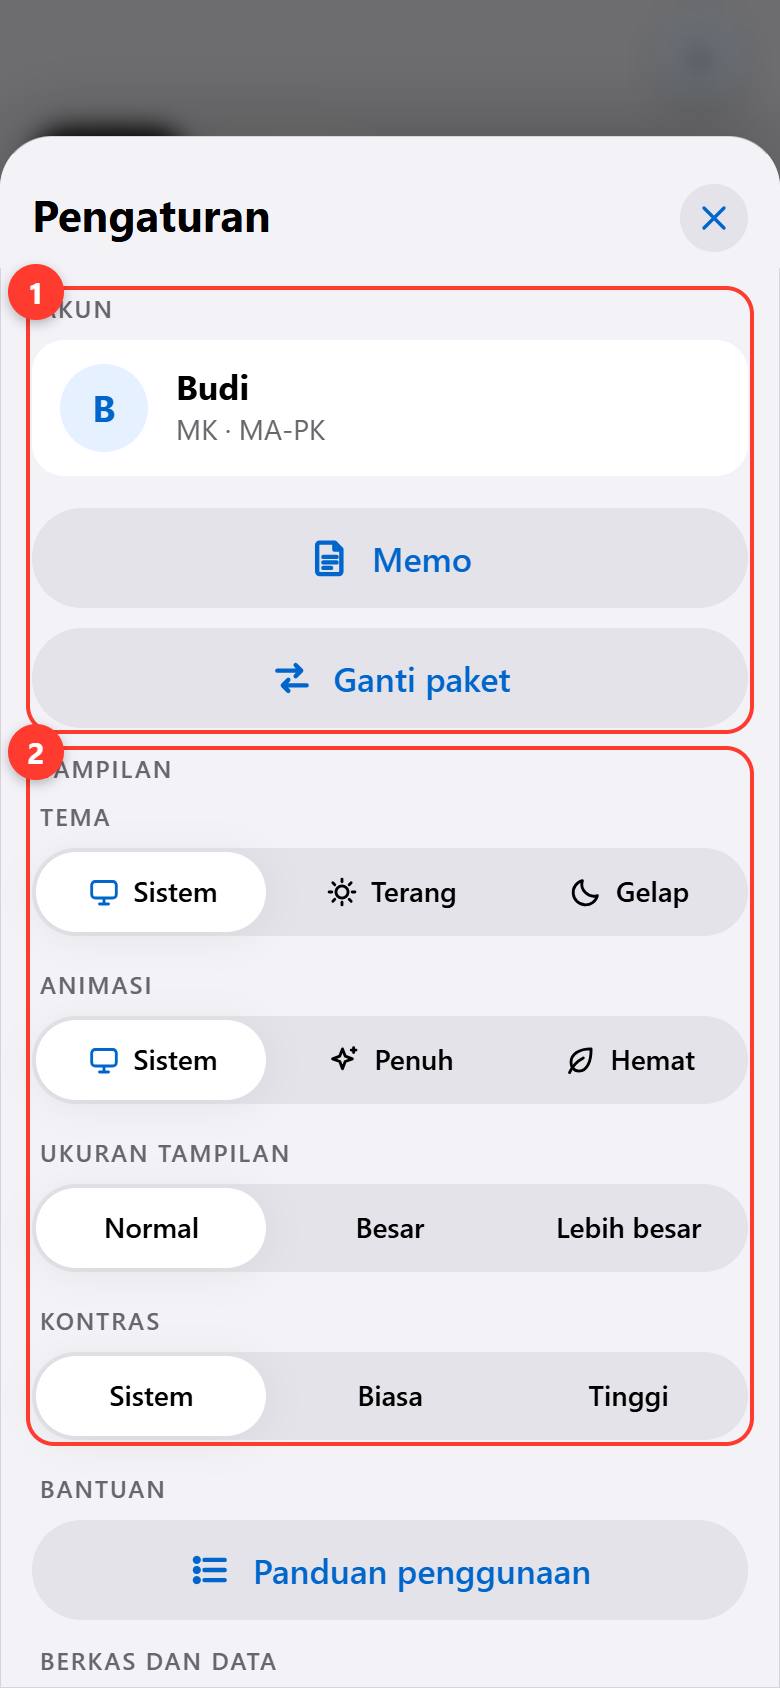 Pengaturan
1
AKUN
B
Budi
MK · MA-PK
Memo
Ganti paket
2
TAMPILAN
TEMA
Sistem Terang Gelap
ANIMASI
Sistem Penuh Hemat
UKURAN TAMPILAN
Normal Besar Lebih besar
KONTRAS
Sistem Biasa Tinggi
BANTUAN
Panduan penggunaan
BERKAS DAN DATA